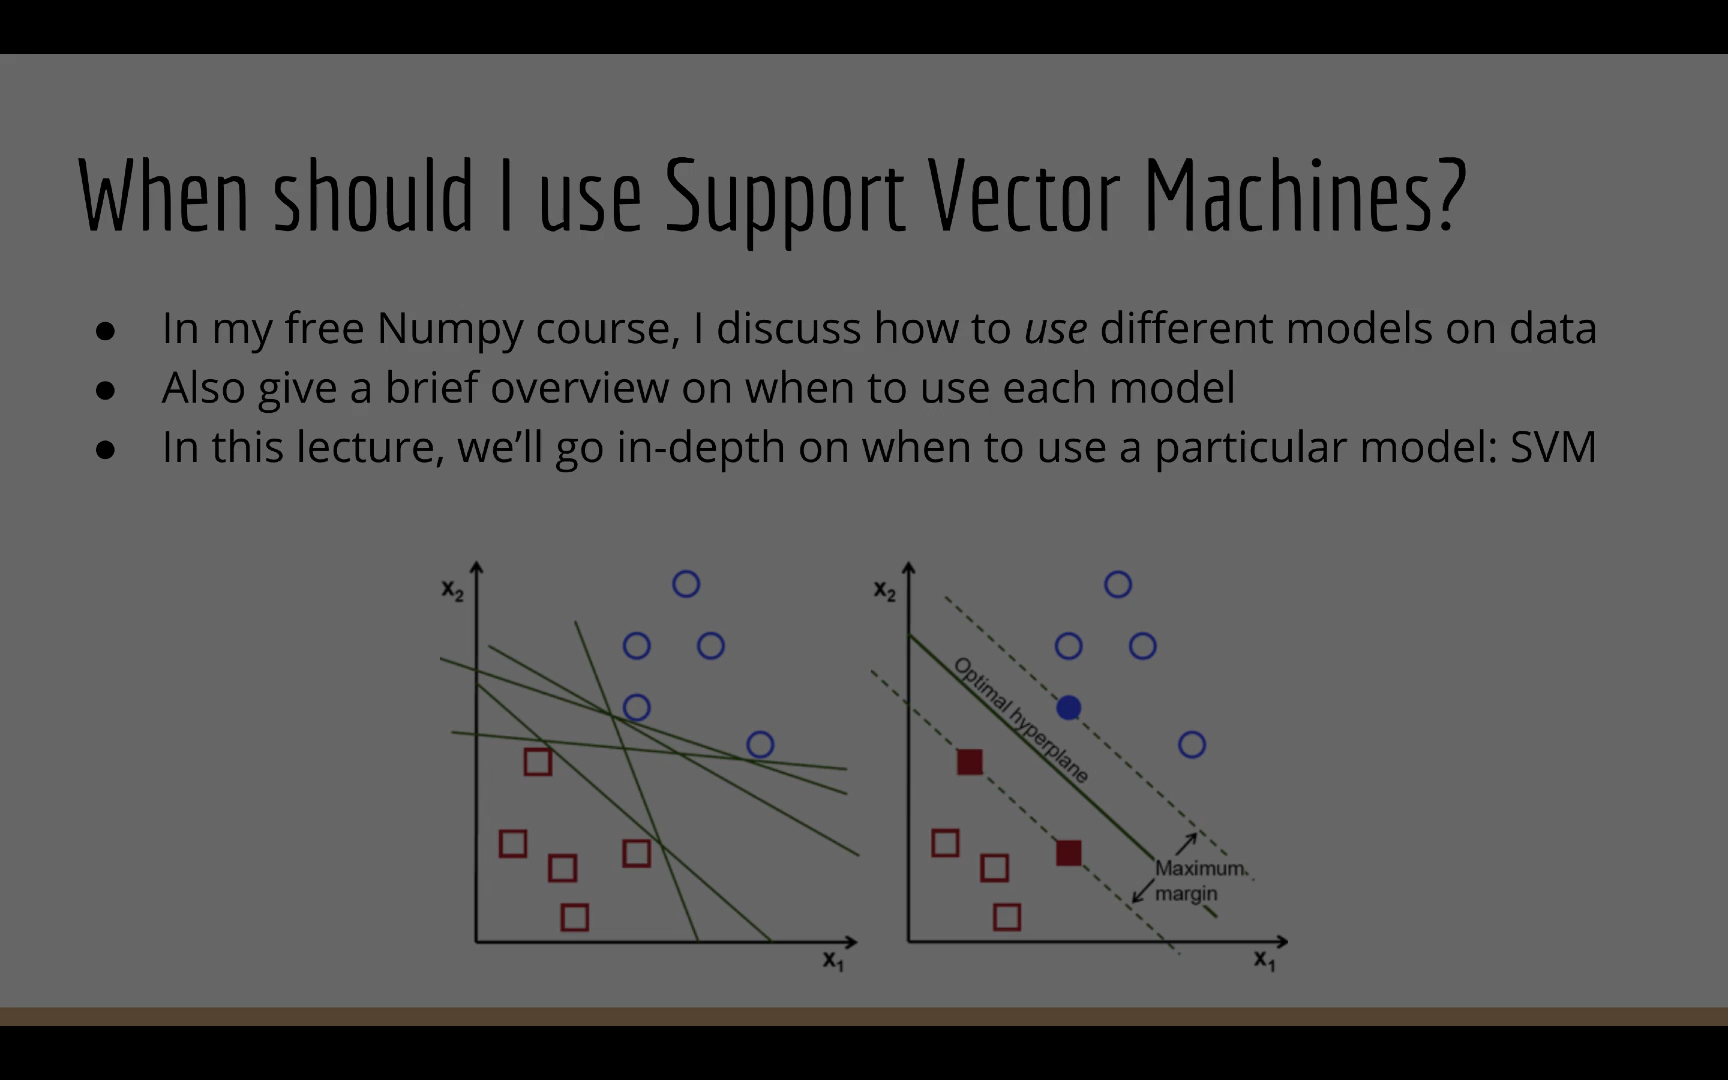 When should I use Support Vector Machines?
● In my free Numpy course, I discuss how to use different models on data
● Also give a brief overview on when to use each model
● In this lecture, we’ll go in-depth on when to use a particular model: SVM
x₂
x₁
x₂
Optimal hyperplane
Maximum
margin
x₁